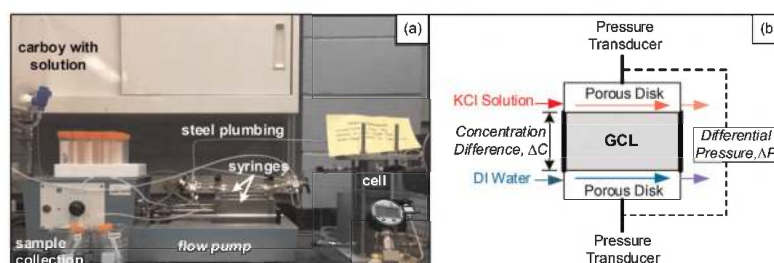 (a)
carboy with
solution
steel plumbing
syringes
cell
sample
collection
flow pump
(b
Pressure
Transducer
KCl Solution
Porous Disk
Concentration
Difference, ΔC
GCL
Differential
Pressure, ΔP
DI Water
Porous Disk
Pressure
Transducer